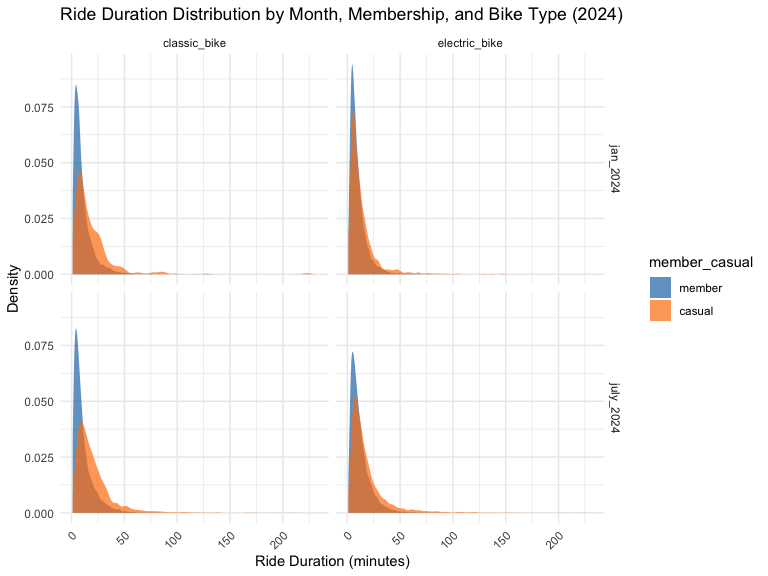 Ride Duration Distribution by Month, Membership, and Bike Type (2024)
classic_bike
electric_bike
0.075
0.050
0.025
0.000
jan_2024
Density
member_casual
member
casual
0.075
0.050
0.025
0.000
july_2024
0
50
100
150
200
0
50
100
150
200
Ride Duration (minutes)